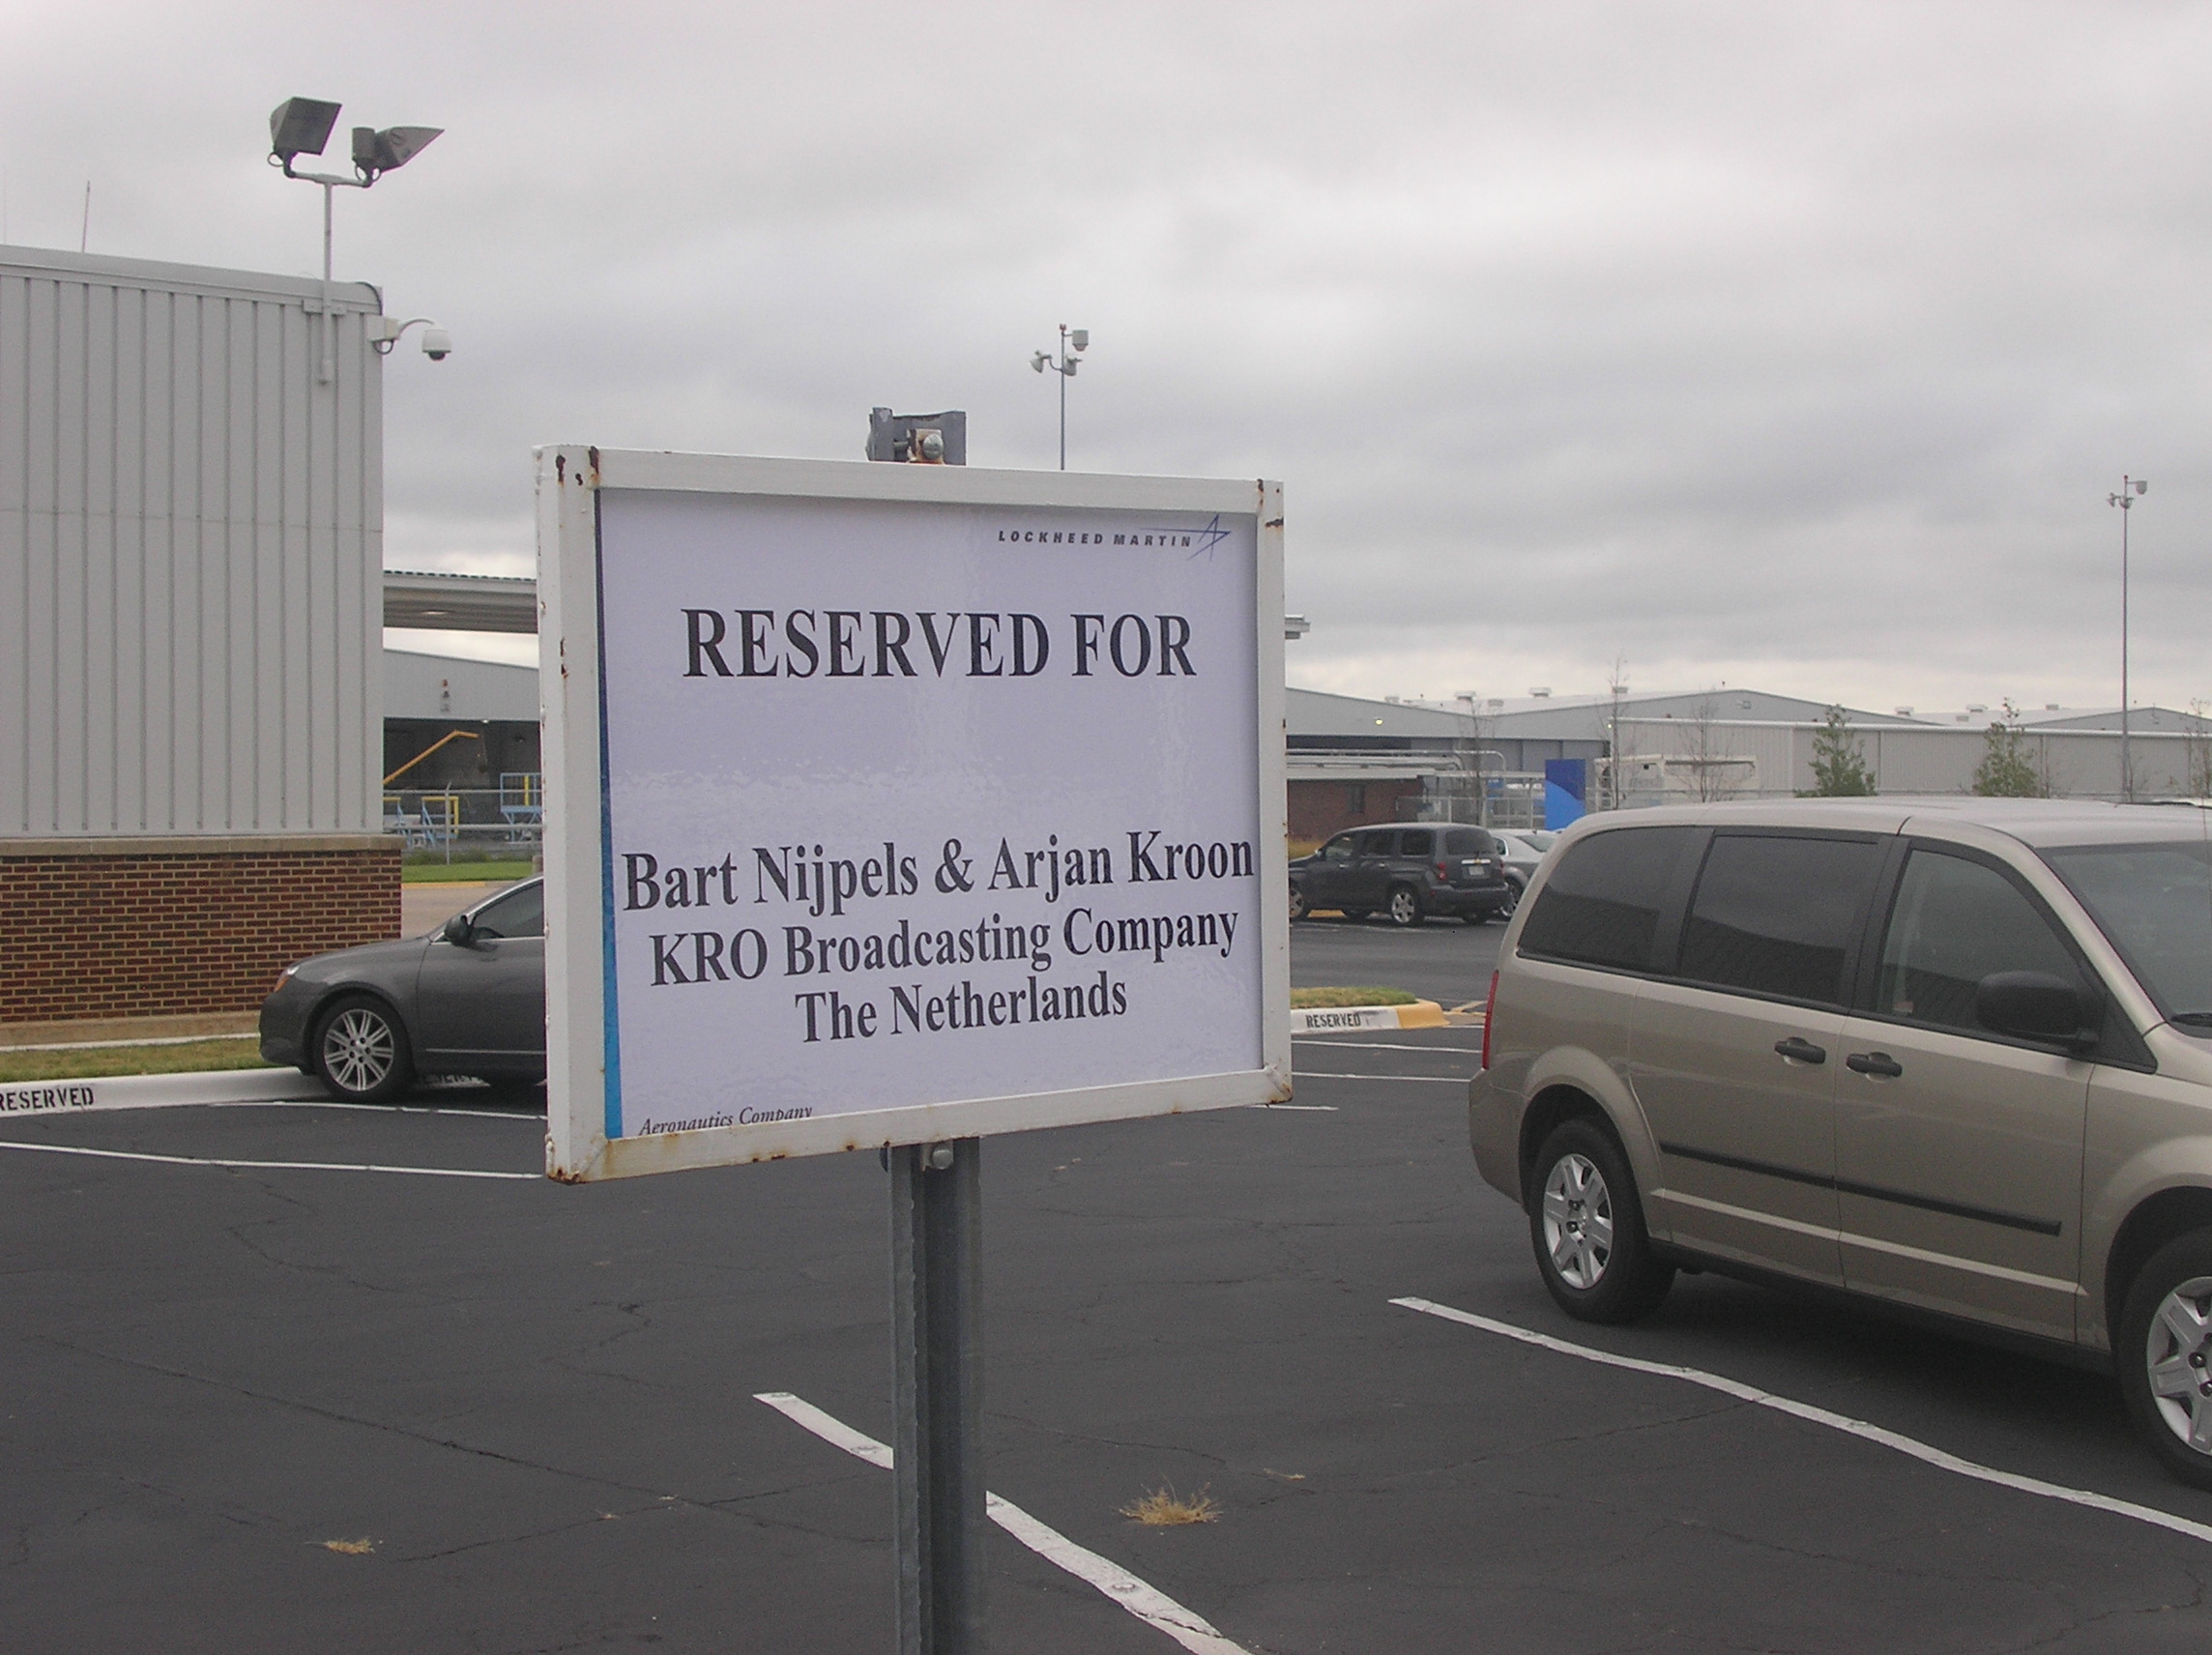 LOCKHEED MARTIN
RESERVED FOR
Bart Nijpels & Arjan Kroon
KRO Broadcasting Company
The Netherlands
Aeronautics Company
RESERVED
RESERVED